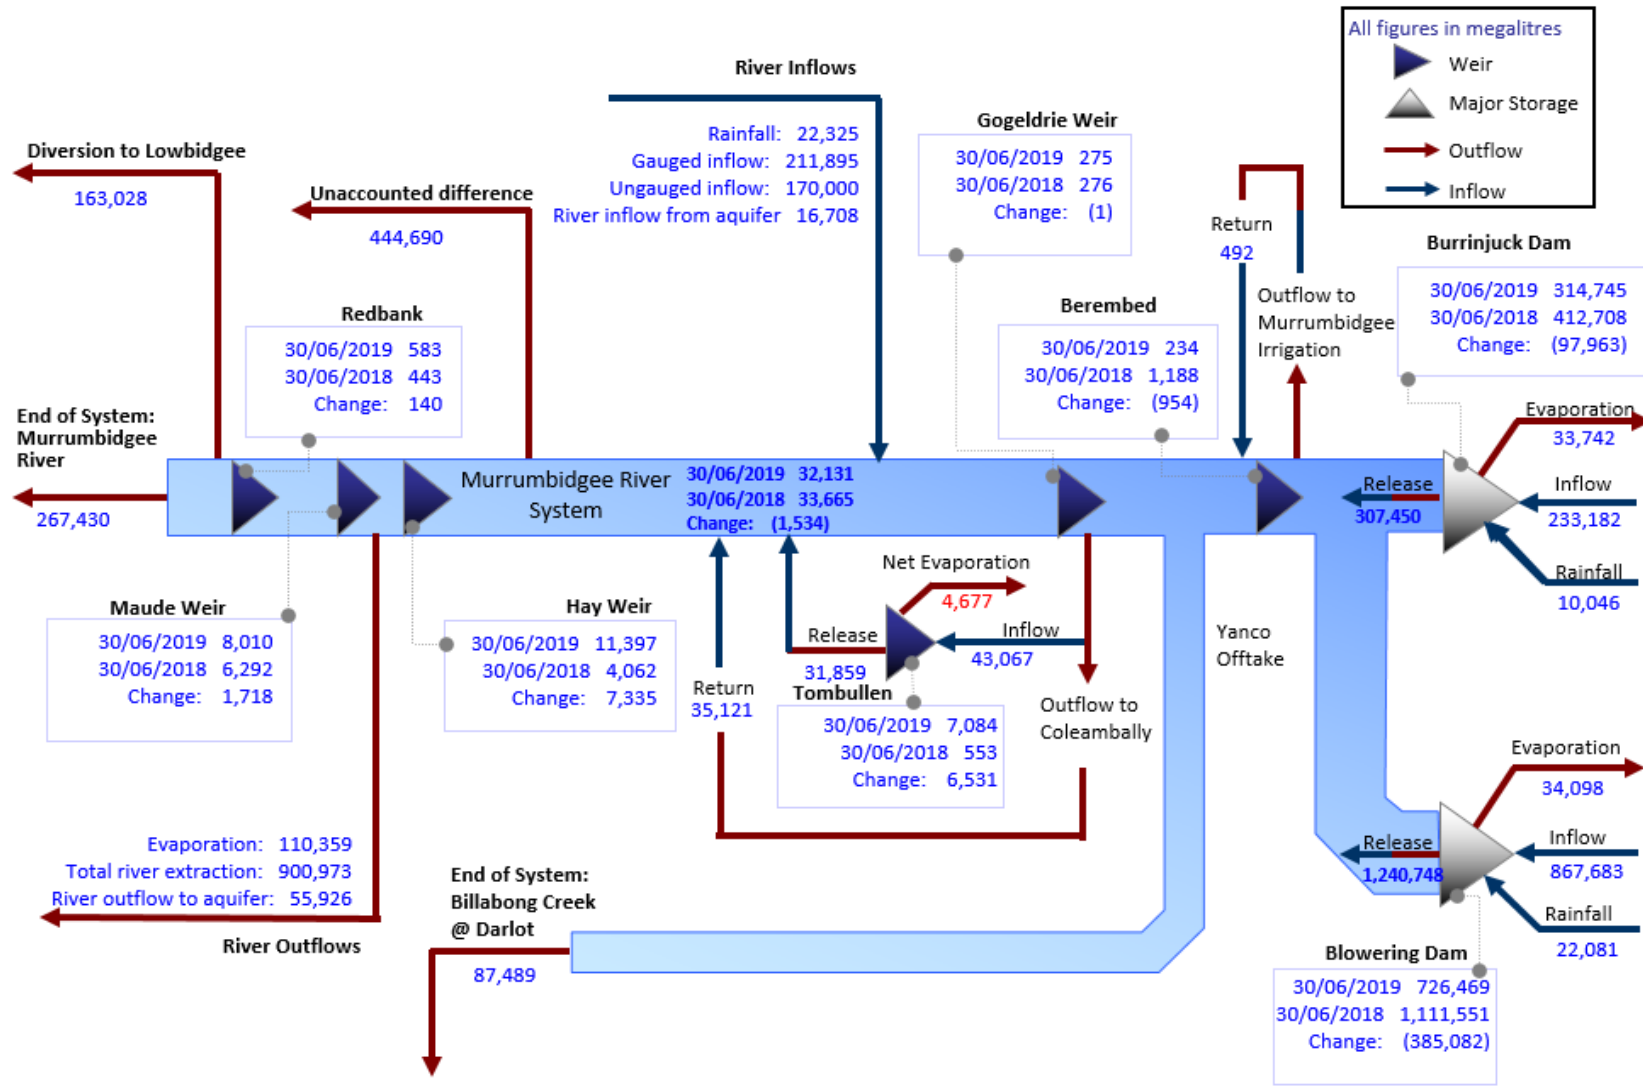 All figures in megalitres
Weir
Major Storage
Outflow
Inflow
River Inflows
Rainfall: 22,325
Gauged inflow: 211,895
Ungauged inflow: 170,000
River inflow from aquifer 16,708
Diversion to Lowbidgee
163,028
Unaccounted difference
444,690
Gogeldrie Weir
30/06/2019 275
30/06/2018 276
Change: (1)
Return
492
Outflow to
Murrumbidgee
Irrigation
Burrinjuck Dam
30/06/2019 314,745
30/06/2018 412,708
Change: (97,963)
Redbank
30/06/2019 583
30/06/2018 443
Change: 140
Berembed
30/06/2019 234
30/06/2018 1,188
Change: (954)
End of System:
Murrumbidgee
River
267,430
Murrumbidgee River
System
30/06/2019 32,131
30/06/2018 33,665
Change: (1,534)
Evaporation
33,742
Release
307,450
Inflow
233,182
Rainfall
10,046
Maude Weir
30/06/2019 8,010
30/06/2018 6,292
Change: 1,718
Hay Weir
30/06/2019 11,397
30/06/2018 4,062
Change: 7,335
Net Evaporation
4,677
Release
31,859
Inflow
43,067
Tombullen
30/06/2019 7,084
30/06/2018 553
Change: 6,531
Return
35,121
Outflow to
Coleambally
Yanco
Offtake
Evaporation
34,098
Release
1,240,748
Inflow
867,683
Rainfall
22,081
Blowering Dam
30/06/2019 726,469
30/06/2018 1,111,551
Change: (385,082)
Evaporation: 110,359
Total river extraction: 900,973
River outflow to aquifer: 55,926
River Outflows
End of System:
Billabong Creek
@ Darlot
87,489